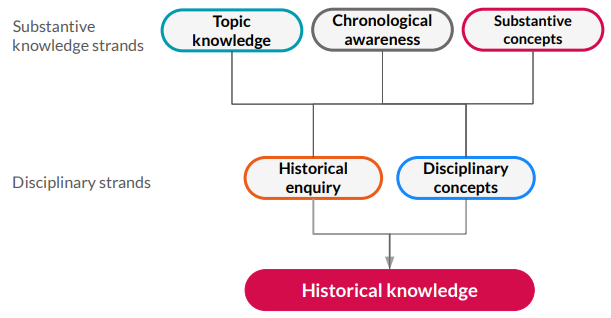 Substantive
knowledge strands
Topic
knowledge
Chronological
awareness
Substantive
concepts
Disciplinary strands
Historical
enquiry
Disciplinary
concepts
Historical knowledge